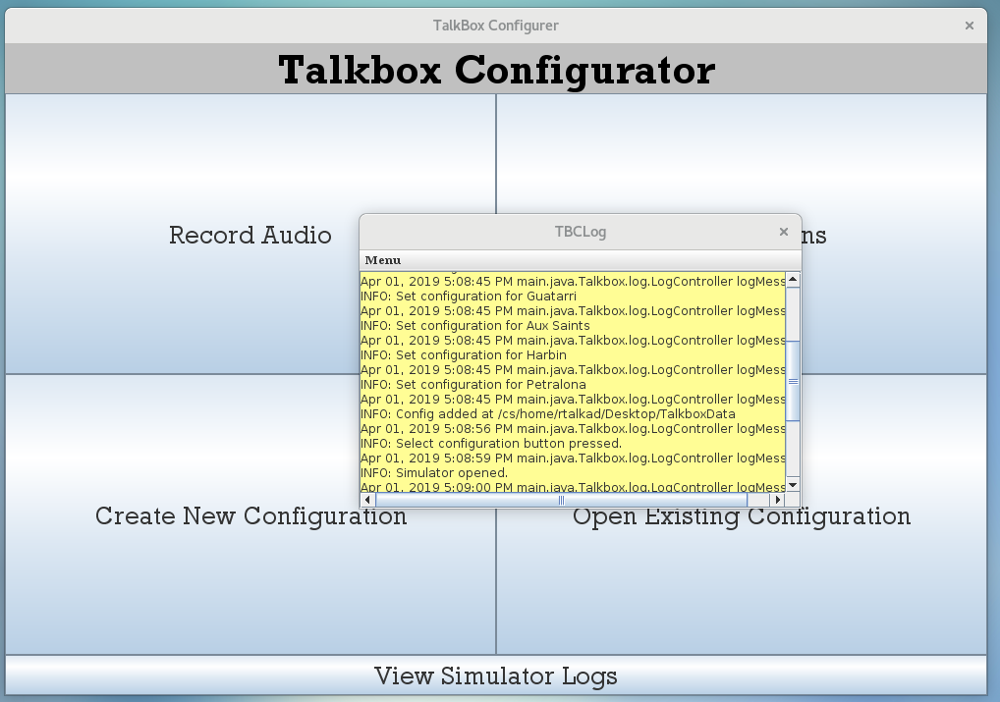 TalkBox Configurer
Talkbox Configurator
Record Audio
TBCLog
Menu
Apr 01, 2019 5:08:45 PM main.java.Talkbox.log.LogController logMess
INFO: Set configuration for Guatarri
Apr 01, 2019 5:08:45 PM main.java.Talkbox.log.LogController logMess
INFO: Set configuration for Aux Saints
Apr 01, 2019 5:08:45 PM main.java.Talkbox.log.LogController logMess
INFO: Set configuration for Harbin
Apr 01, 2019 5:08:45 PM main.java.Talkbox.log.LogController logMess
INFO: Set configuration for Petralona
Apr 01, 2019 5:08:45 PM main.java.Talkbox.log.LogController logMess
INFO: Config added at /cs/home/rtalkad/Desktop/TalkboxData
Apr 01, 2019 5:08:56 PM main.java.Talkbox.log.LogController logMess
INFO: Select configuration button pressed.
Apr 01, 2019 5:08:59 PM main.java.Talkbox.log.LogController logMess
INFO: Simulator opened.
Apr 01, 2019 5:09:00 PM main.java.Talkbox.log.LogController logMess
Create New Configuration
Open Existing Configuration
View Simulator Logs